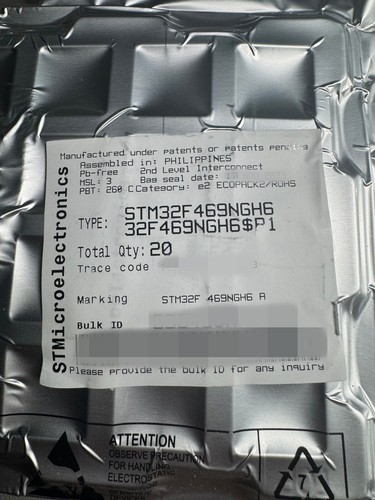 Manufactured under patents or patents
Assembled in: PHILIPPINES
Pb-free 2nd Level Interconnect
MSL: 3 Bag seal date:
PBT: 260 C Category: e2 ECOPACK2/ROHS
STMicroelectronics
TYPE: STM32F469NGH6
32F469NGH6$P1
Total Qty: 20
Trace code
Marking STM32F 469NGH6 A
Bulk ID
Please provide the bulk ID for any inquiry
ATTENTION
OBSERVE PRECAUTION
FOR HANDLING
ELECTROSTATIC
7